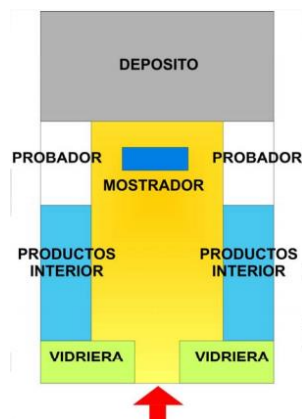 DEPOSITO
PROBADOR
PROBADOR
MOSTRADOR
PRODUCTOS
INTERIOR
PRODUCTOS
INTERIOR
VIDRIERA
VIDRIERA